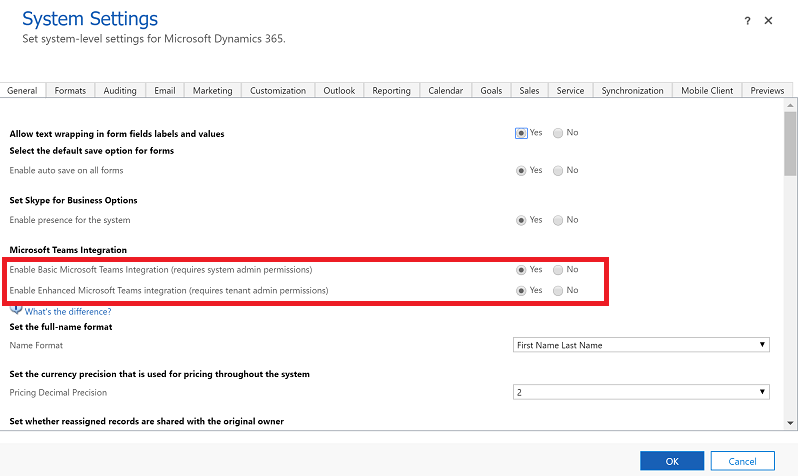 System Settings
? ×
Set system-level settings for Microsoft Dynamics 365.
General Formats Auditing Email Marketing Customization Outlook Reporting Calendar Goals Sales Service Synchronization Mobile Client Previews
Allow text wrapping in form fields labels and values Yes No
Select the default save option for forms
Enable auto save on all forms Yes No
Set Skype for Business Options
Enable presence for the system Yes No
Microsoft Teams Integration
Enable Basic Microsoft Teams Integration (requires system admin permissions) Yes No
Enable Enhanced Microsoft Teams integration (requires tenant admin permissions) Yes No
What's the difference?
Set the full-name format
Name Format First Name Last Name
Set the currency precision that is used for pricing throughout the system
Pricing Decimal Precision 2
Set whether reassigned records are shared with the original owner
OK Cancel